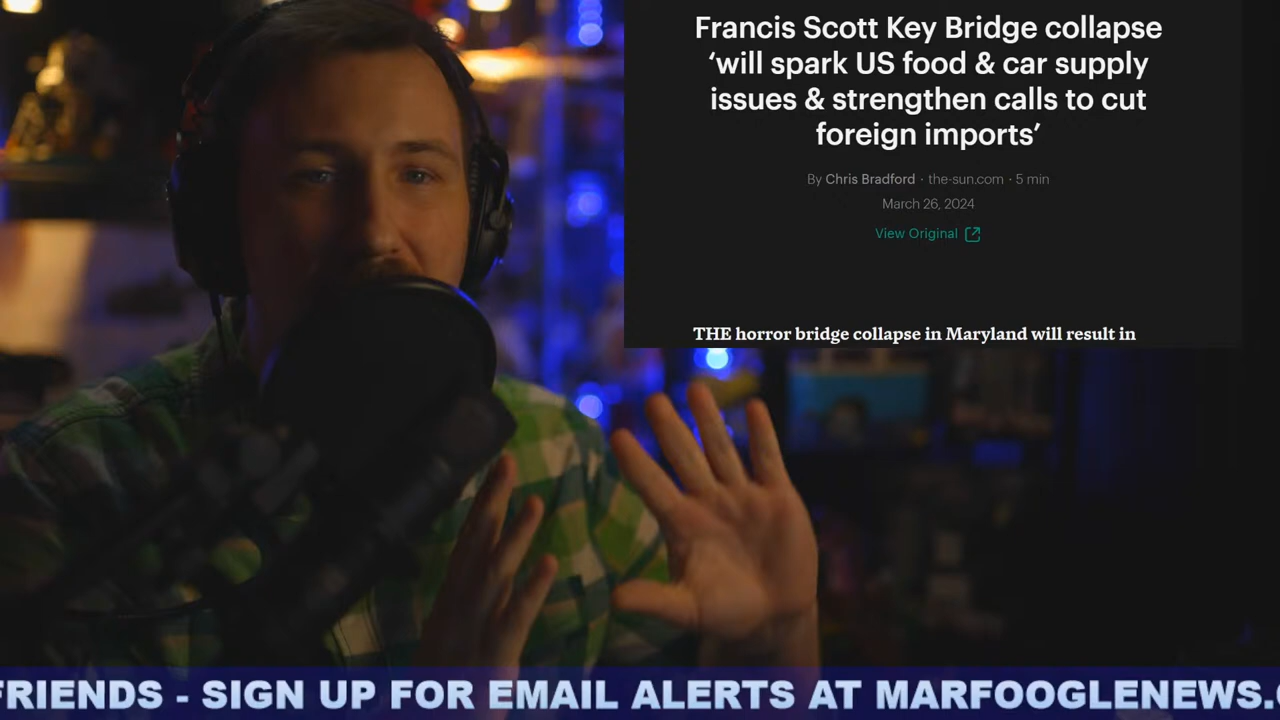 Francis Scott Key Bridge collapse
‘will spark US food & car supply
issues & strengthen calls to cut
foreign imports’
By Chris Bradford · the-sun.com · 5 min
March 26, 2024
View Original
THE horror bridge collapse in Maryland will result in
FRIENDS - SIGN UP FOR EMAIL ALERTS AT MARFOOGLENEWS.